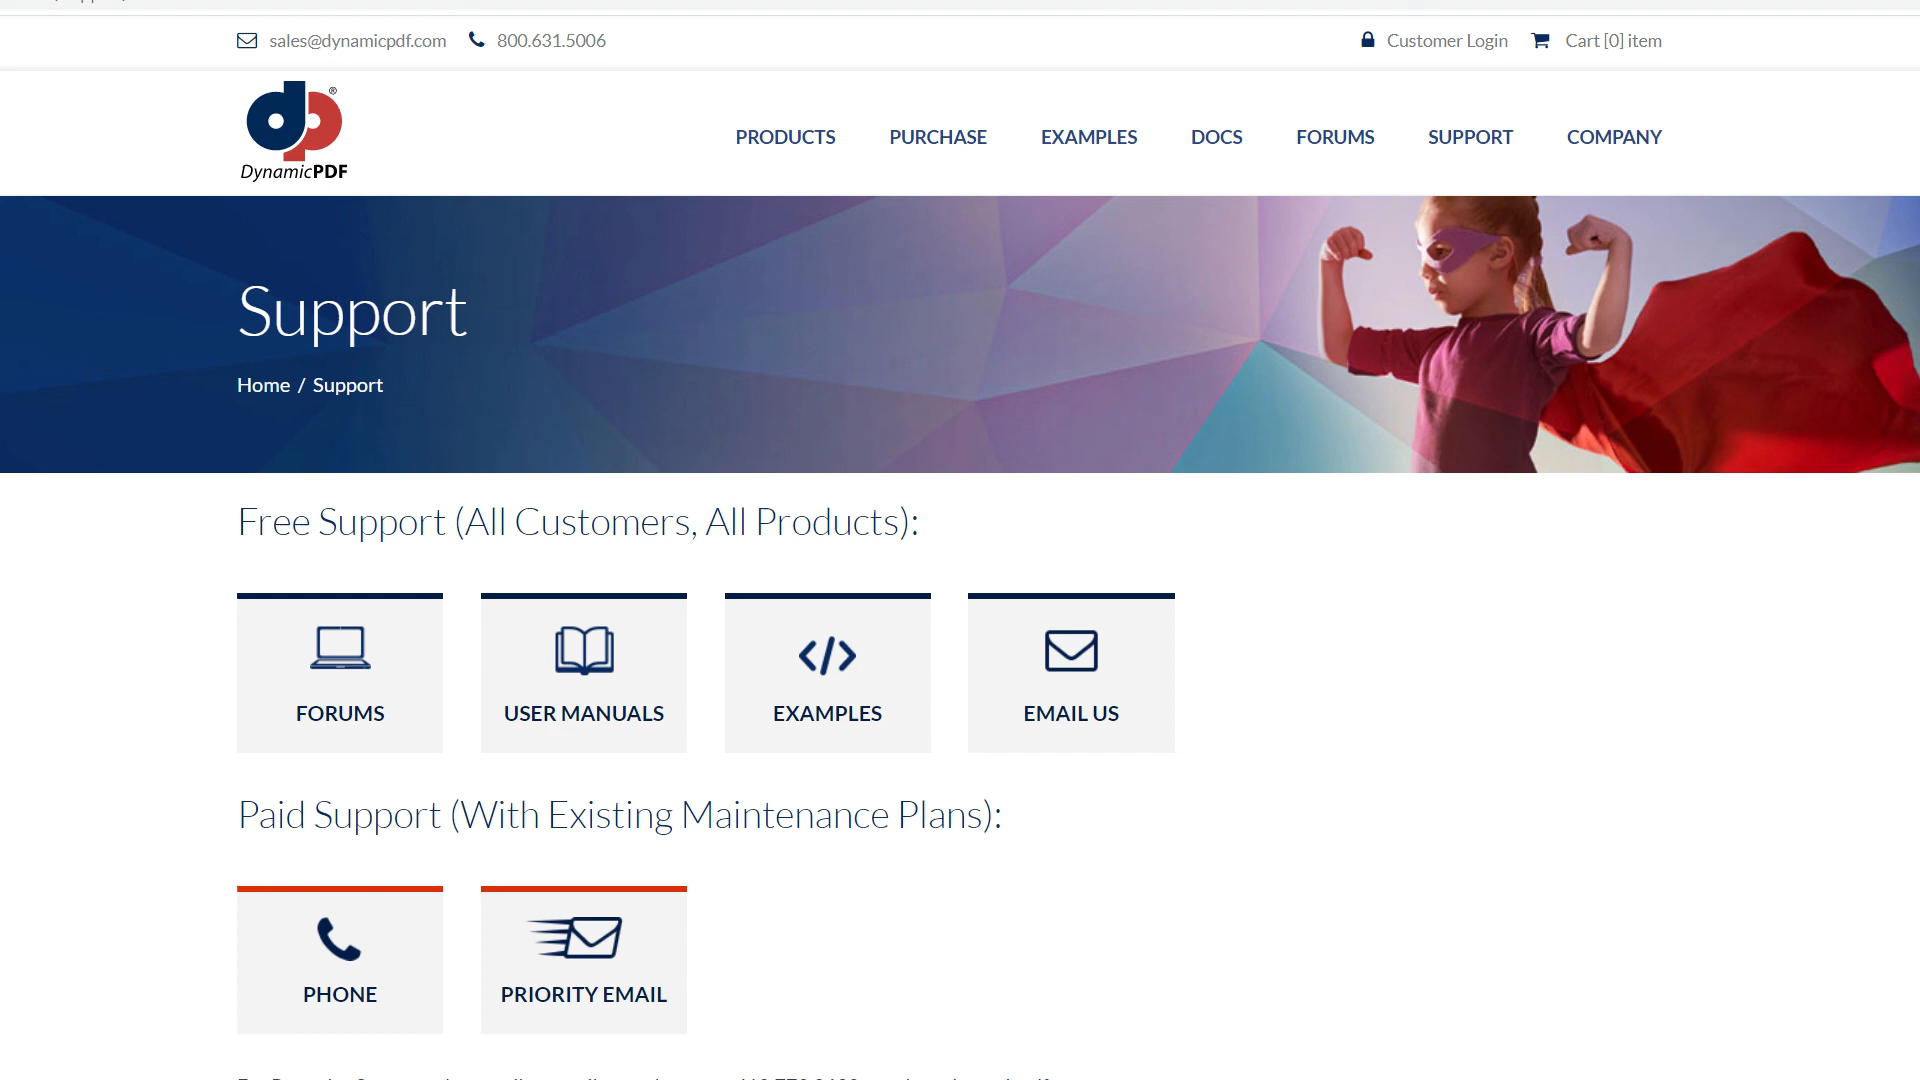 sales@dynamicpdf.com 800.631.5006 Customer Login Cart [0] item
®
DynamicPDF
PRODUCTS PURCHASE EXAMPLES DOCS FORUMS SUPPORT COMPANY
Support
Home / Support
Free Support (All Customers, All Products):
FORUMS USER MANUALS EXAMPLES EMAIL US
Paid Support (With Existing Maintenance Plans):
PHONE PRIORITY EMAIL